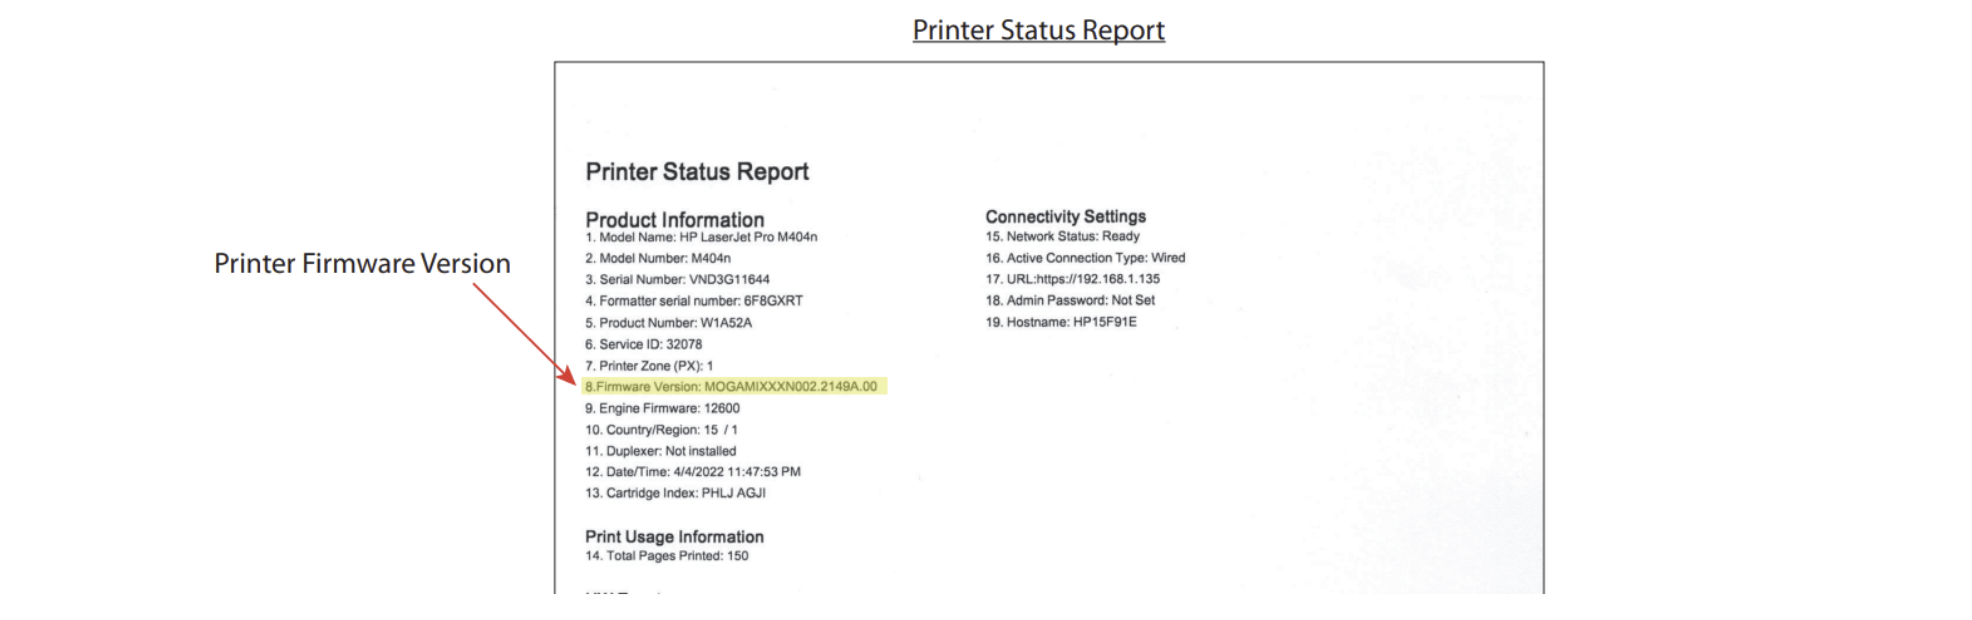 Printer Status Report
Printer Firmware Version
Printer Status Report
Product Information
1. Model Name: HP LaserJet Pro M404n
2. Model Number: M404n
3. Serial Number: VND3G11644
4. Formatter serial number: 6F8GXRT
5. Product Number: W1A52A
6. Service ID: 32078
7. Printer Zone (PX): 1
8.Firmware Version: MOGAMIXXXN002.2149A.00
9. Engine Firmware: 12600
10. Country/Region: 15 / 1
11. Duplexer: Not installed
12. Date/Time: 4/4/2022 11:47:53 PM
13. Cartridge Index: PHLJ AGJI
Print Usage Information
14. Total Pages Printed: 150
Connectivity Settings
15. Network Status: Ready
16. Active Connection Type: Wired
17. URL:https://192.168.1.135
18. Admin Password: Not Set
19. Hostname: HP15F91E